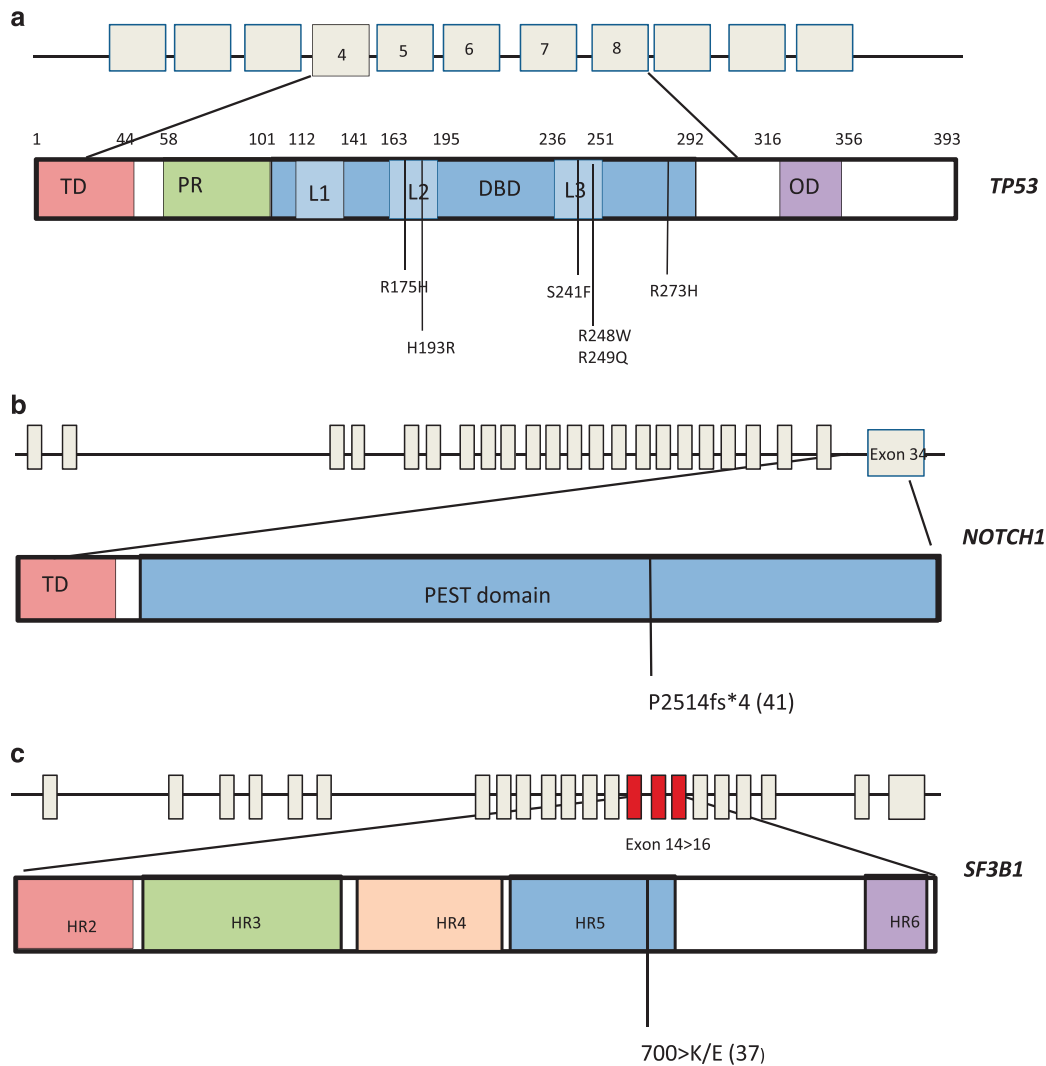 a
4 5 6 7 8
1 44 58 101 112 141 163 195 236 251 292 316 356 393
TD PR L1 L2 DBD L3 OD TP53
R175H S241F R273H
H193R R248W
R249Q
b
Exon 34
NOTCH1
TD PEST domain
P2514fs*4 (41)
c
Exon 14>16
SF3B1
HR2 HR3 HR4 HR5 HR6
700>K/E (37)